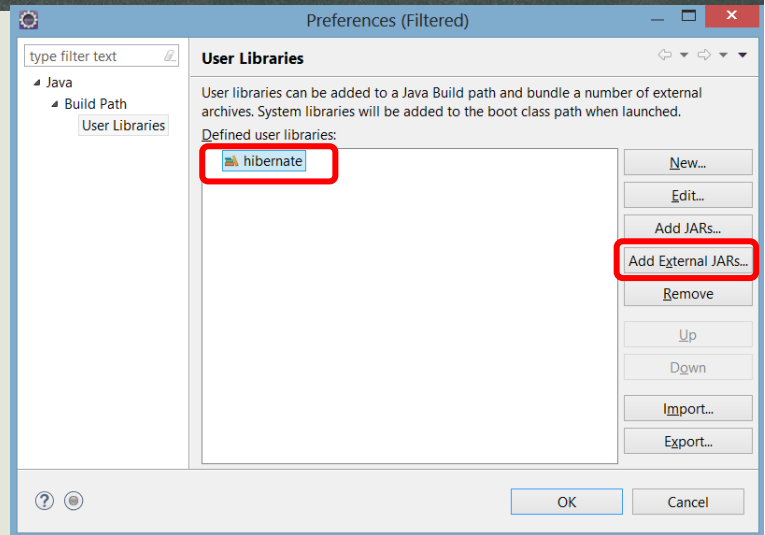 Preferences (Filtered)
type filter text
Java
Build Path
User Libraries
User Libraries
User libraries can be added to a Java Build path and bundle a number of external
archives. System libraries will be added to the boot class path when launched.
Defined user libraries:
hibernate
New...
Edit...
Add JARs...
Add External JARs...
Remove
Up
Down
Import...
Export...
OK
Cancel